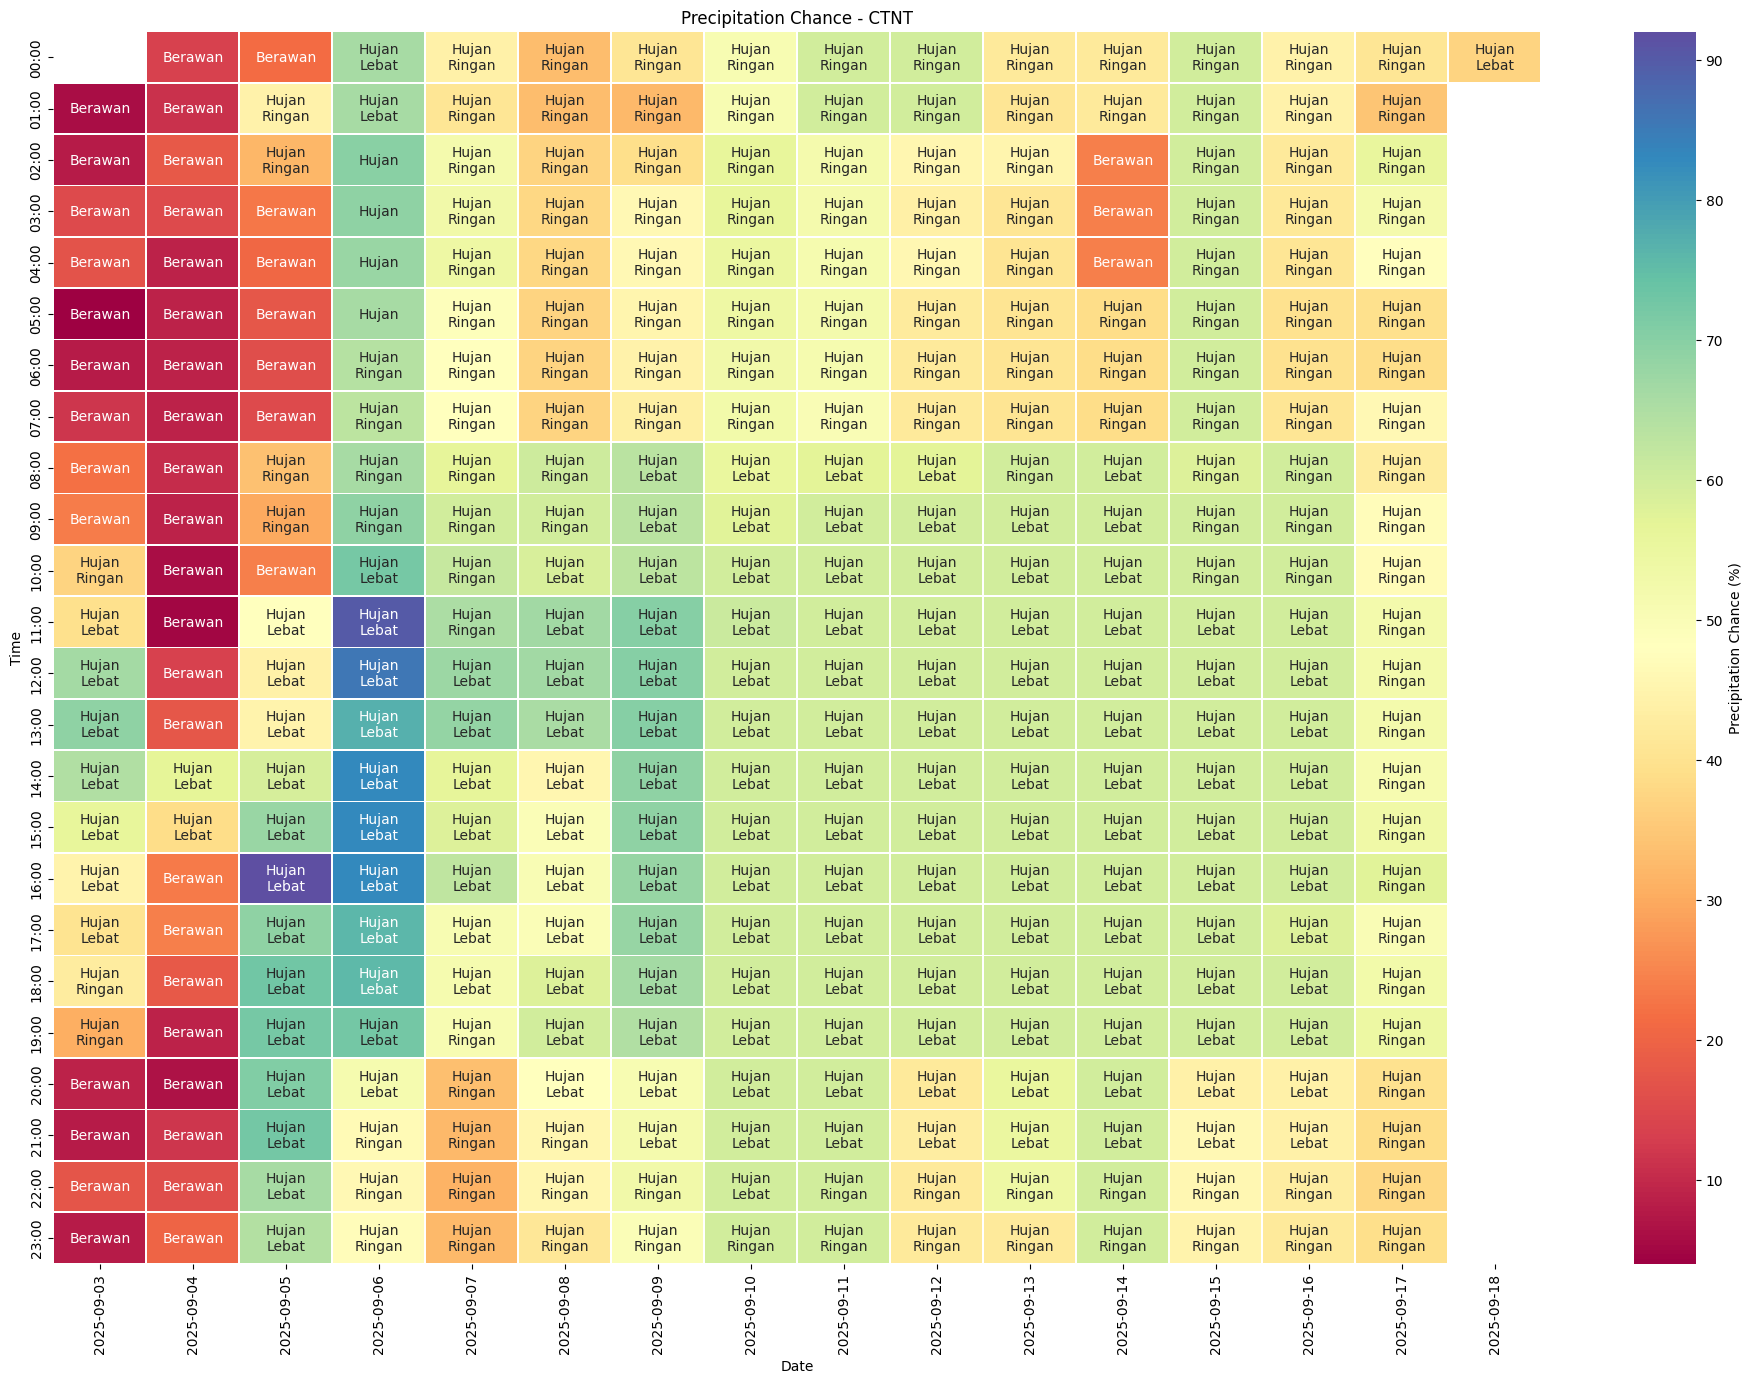 Precipitation Chance - CTNT
00:00 Berawan Berawan Hujan Lebat Hujan Ringan Hujan Ringan Hujan Ringan Hujan Ringan Hujan Ringan Hujan Ringan Hujan Ringan Hujan Ringan Hujan Ringan Hujan Ringan Hujan Ringan Hujan Lebat
01:00 Berawan Berawan Hujan Ringan Hujan Lebat Hujan Ringan Hujan Ringan Hujan Ringan Hujan Ringan Hujan Ringan Hujan Ringan Hujan Ringan Hujan Ringan Hujan Ringan Hujan Ringan Hujan Ringan
02:00 Berawan Berawan Hujan Ringan Hujan Hujan Ringan Hujan Ringan Hujan Ringan Hujan Ringan Hujan Ringan Hujan Ringan Hujan Ringan Berawan Hujan Ringan Hujan Ringan Hujan Ringan
03:00 Berawan Berawan Berawan Hujan Hujan Ringan Hujan Ringan Hujan Ringan Hujan Ringan Hujan Ringan Hujan Ringan Hujan Ringan Berawan Hujan Ringan Hujan Ringan Hujan Ringan
04:00 Berawan Berawan Berawan Hujan Hujan Ringan Hujan Ringan Hujan Ringan Hujan Ringan Hujan Ringan Hujan Ringan Hujan Ringan Berawan Hujan Ringan Hujan Ringan Hujan Ringan
05:00 Berawan Berawan Berawan Hujan Hujan Ringan Hujan Ringan Hujan Ringan Hujan Ringan Hujan Ringan Hujan Ringan Hujan Ringan Hujan Ringan Hujan Ringan Hujan Ringan Hujan Ringan
06:00 Berawan Berawan Berawan Hujan Ringan Hujan Ringan Hujan Ringan Hujan Ringan Hujan Ringan Hujan Ringan Hujan Ringan Hujan Ringan Hujan Ringan Hujan Ringan Hujan Ringan Hujan Ringan
07:00 Berawan Berawan Berawan Hujan Ringan Hujan Ringan Hujan Ringan Hujan Ringan Hujan Ringan Hujan Ringan Hujan Ringan Hujan Ringan Hujan Ringan Hujan Ringan Hujan Ringan Hujan Ringan
08:00 Berawan Berawan Hujan Ringan Hujan Ringan Hujan Ringan Hujan Ringan Hujan Lebat Hujan Lebat Hujan Lebat Hujan Lebat Hujan Ringan Hujan Lebat Hujan Ringan Hujan Ringan Hujan Ringan
09:00 Berawan Berawan Hujan Ringan Hujan Ringan Hujan Ringan Hujan Ringan Hujan Lebat Hujan Lebat Hujan Lebat Hujan Lebat Hujan Lebat Hujan Lebat Hujan Ringan Hujan Ringan Hujan Ringan
10:00 Hujan Ringan Berawan Berawan Hujan Lebat Hujan Ringan Hujan Lebat Hujan Lebat Hujan Lebat Hujan Lebat Hujan Lebat Hujan Lebat Hujan Lebat Hujan Ringan Hujan Ringan Hujan Ringan
11:00 Hujan Lebat Berawan Hujan Lebat Hujan Lebat Hujan Ringan Hujan Lebat Hujan Lebat Hujan Lebat Hujan Lebat Hujan Lebat Hujan Lebat Hujan Lebat Hujan Lebat Hujan Lebat Hujan Ringan
12:00 Hujan Lebat Berawan Hujan Lebat Hujan Lebat Hujan Lebat Hujan Lebat Hujan Lebat Hujan Lebat Hujan Lebat Hujan Lebat Hujan Lebat Hujan Lebat Hujan Lebat Hujan Lebat Hujan Ringan
13:00 Hujan Lebat Berawan Hujan Lebat Hujan Lebat Hujan Lebat Hujan Lebat Hujan Lebat Hujan Lebat Hujan Lebat Hujan Lebat Hujan Lebat Hujan Lebat Hujan Lebat Hujan Lebat Hujan Ringan
14:00 Hujan Lebat Hujan Lebat Hujan Lebat Hujan Lebat Hujan Lebat Hujan Lebat Hujan Lebat Hujan Lebat Hujan Lebat Hujan Lebat Hujan Lebat Hujan Lebat Hujan Lebat Hujan Lebat Hujan Ringan
15:00 Hujan Lebat Hujan Lebat Hujan Lebat Hujan Lebat Hujan Lebat Hujan Lebat Hujan Lebat Hujan Lebat Hujan Lebat Hujan Lebat Hujan Lebat Hujan Lebat Hujan Lebat Hujan Lebat Hujan Ringan
16:00 Hujan Lebat Berawan Hujan Lebat Hujan Lebat Hujan Lebat Hujan Lebat Hujan Lebat Hujan Lebat Hujan Lebat Hujan Lebat Hujan Lebat Hujan Lebat Hujan Lebat Hujan Lebat Hujan Ringan
17:00 Hujan Lebat Berawan Hujan Lebat Hujan Lebat Hujan Lebat Hujan Lebat Hujan Lebat Hujan Lebat Hujan Lebat Hujan Lebat Hujan Lebat Hujan Lebat Hujan Lebat Hujan Lebat Hujan Ringan
18:00 Hujan Ringan Berawan Hujan Lebat Hujan Lebat Hujan Lebat Hujan Lebat Hujan Lebat Hujan Lebat Hujan Lebat Hujan Lebat Hujan Lebat Hujan Lebat Hujan Lebat Hujan Lebat Hujan Ringan
19:00 Hujan Ringan Berawan Hujan Lebat Hujan Lebat Hujan Ringan Hujan Lebat Hujan Lebat Hujan Lebat Hujan Lebat Hujan Lebat Hujan Lebat Hujan Lebat Hujan Lebat Hujan Lebat Hujan Ringan
20:00 Berawan Berawan Hujan Lebat Hujan Lebat Hujan Ringan Hujan Lebat Hujan Lebat Hujan Lebat Hujan Lebat Hujan Lebat Hujan Lebat Hujan Lebat Hujan Lebat Hujan Lebat Hujan Ringan
21:00 Berawan Berawan Hujan Lebat Hujan Ringan Hujan Ringan Hujan Ringan Hujan Lebat Hujan Lebat Hujan Lebat Hujan Lebat Hujan Lebat Hujan Lebat Hujan Lebat Hujan Lebat Hujan Ringan
22:00 Berawan Berawan Hujan Lebat Hujan Ringan Hujan Ringan Hujan Ringan Hujan Ringan Hujan Lebat Hujan Ringan Hujan Ringan Hujan Ringan Hujan Ringan Hujan Ringan Hujan Ringan Hujan Ringan
23:00 Berawan Berawan Hujan Lebat Hujan Ringan Hujan Ringan Hujan Ringan Hujan Ringan Hujan Ringan Hujan Ringan Hujan Ringan Hujan Ringan Hujan Ringan Hujan Ringan Hujan Ringan Hujan Ringan
Time
2025-09-03 2025-09-04 2025-09-05 2025-09-06 2025-09-07 2025-09-08 2025-09-09 2025-09-10 2025-09-11 2025-09-12 2025-09-13 2025-09-14 2025-09-15 2025-09-16 2025-09-17 2025-09-18
Date
90
80
70
60
50
40
30
20
10
Precipitation Chance (%)